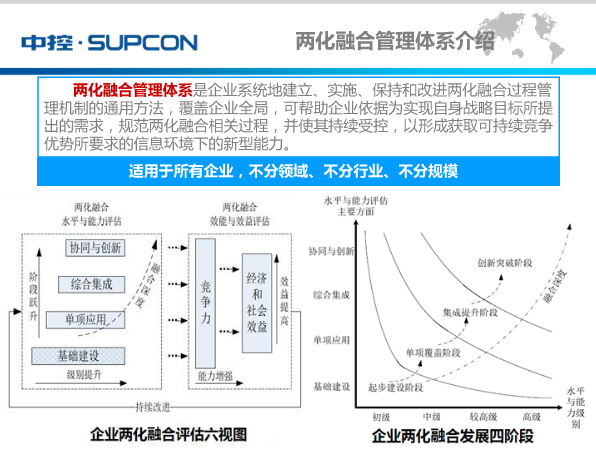 中控·SUPCON
两化融合管理体系介绍
两化融合管理体系是企业系统地建立、实施、保持和改进两化融合过程管
理机制的通用方法，覆盖企业全局，可帮助企业依据为实现自身战略目标所提
出的需求，规范两化融合相关过程，并使其持续受控，以形成获取可持续竞争
优势所要求的信息环境下的新型能力。
适用于所有企业，不分领域、不分行业、不分规模
两化融合
水平与能力评估
协同与创新
综合集成
单项应用
基础建设
阶段跃升
融合深度
级别提升
两化融合
效能与效益评估
竞争力
经济和社会效益
效益提高
能力增强
持续改进
企业两化融合评估六视图
水平与能力评估
主要方面
协同与创新
综合集成
单项应用
基础建设
创新突破阶段
集成提升阶段
单项覆盖阶段
起步建设阶段
融合深度
初级
中级
较高级
高级
水平与能力级别
企业两化融合发展四阶段